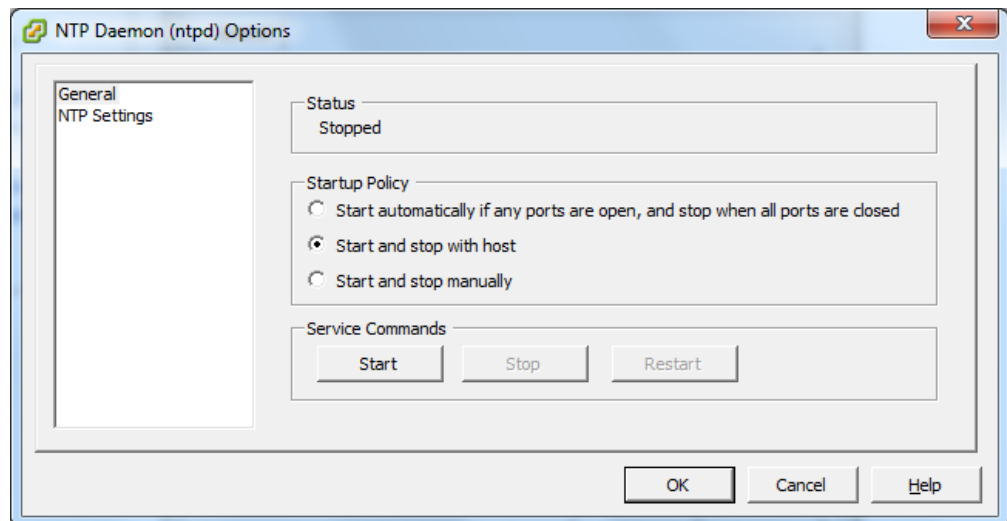 NTP Daemon (ntpd) Options
General
NTP Settings
Status
Stopped
Startup Policy
Start automatically if any ports are open, and stop when all ports are closed
Start and stop with host
Start and stop manually
Service Commands
Start Stop Restart
OK Cancel Help